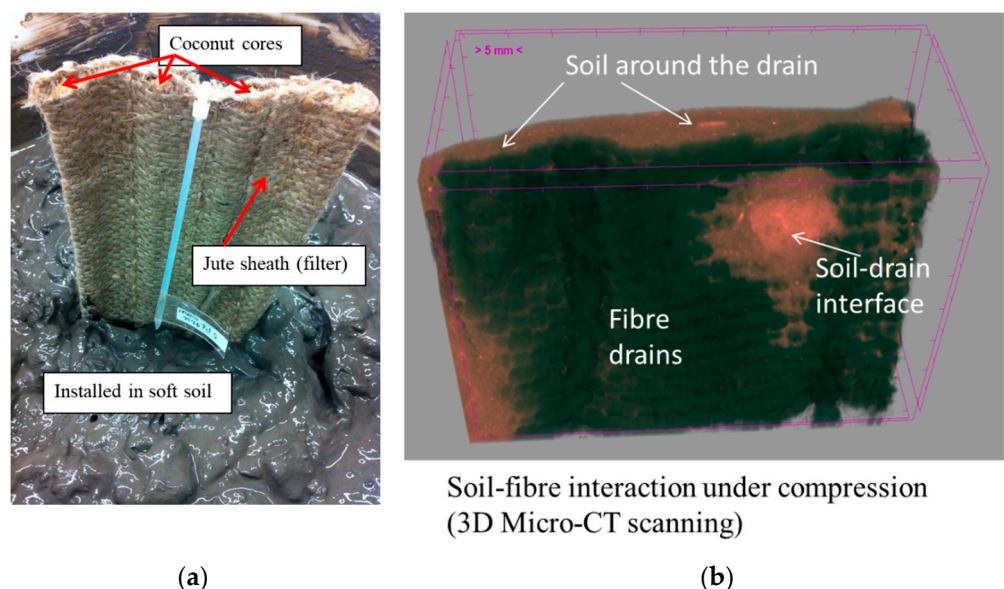 Coconut cores
Jute sheath (filter)
Installed in soft soil
(a)
> 5 mm <
Soil around the drain
Soil-drain
interface
Fibre
drains
Soil-fibre interaction under compression
(3D Micro-CT scanning)
(b)